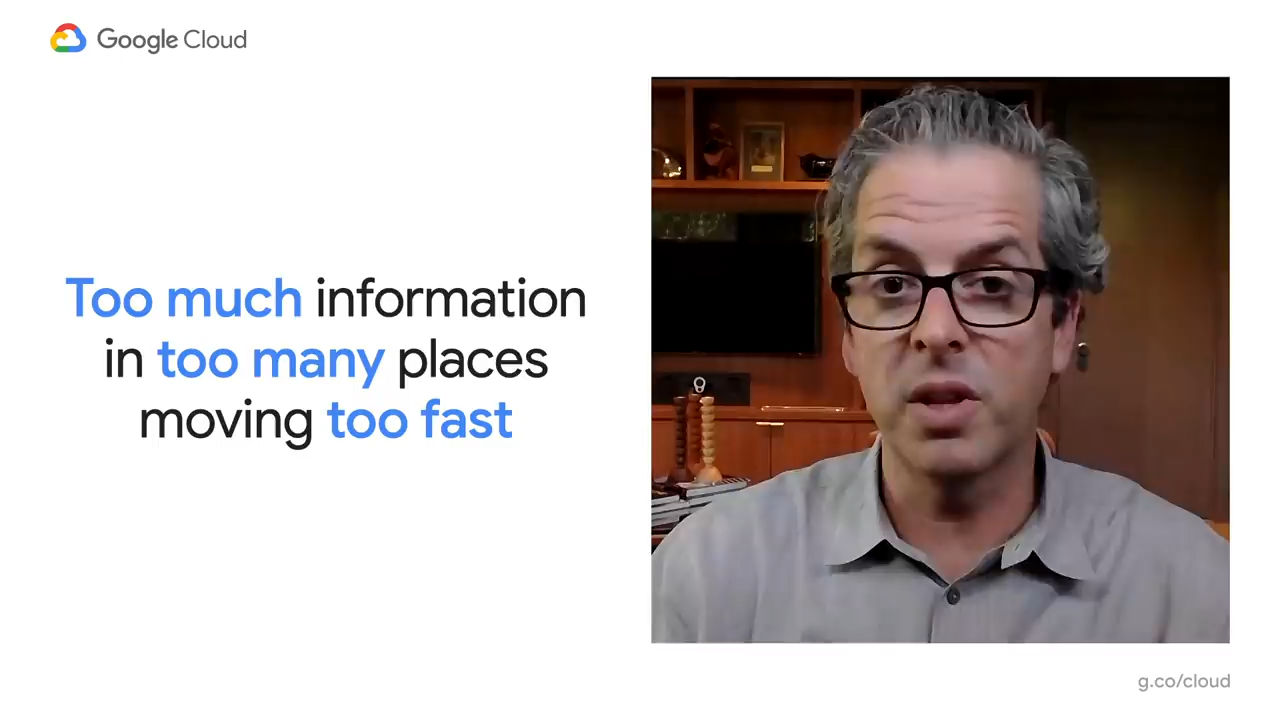 Google Cloud
Too much information
in too many places
moving too fast
g.co/cloud